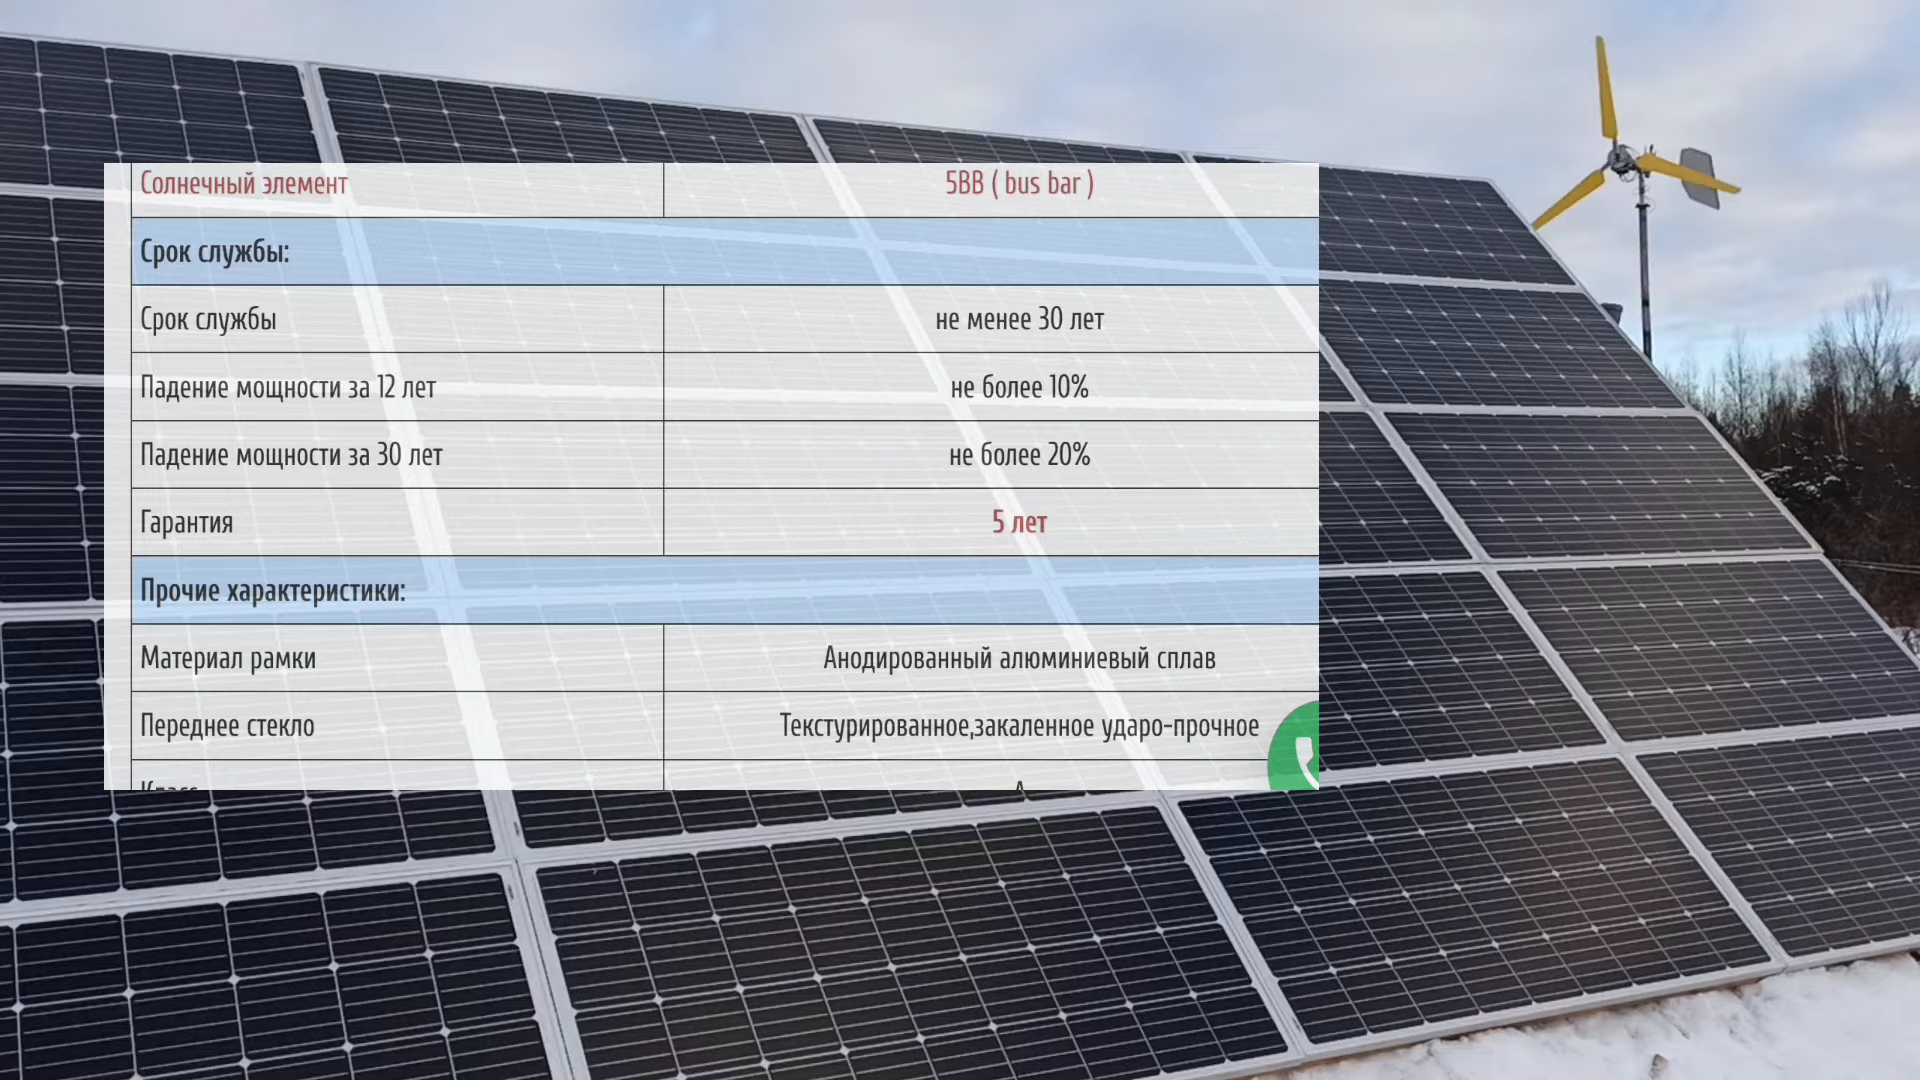 Солнечный элемент 5BB ( bus bar )
Срок службы:
Срок службы не менее 30 лет
Падение мощности за 12 лет не более 10%
Падение мощности за 30 лет не более 20%
Гарантия 5 лет
Прочие характеристики:
Материал рамки Анодированный алюминиевый сплав
Переднее стекло Текстурированное,закаленное ударо-прочное